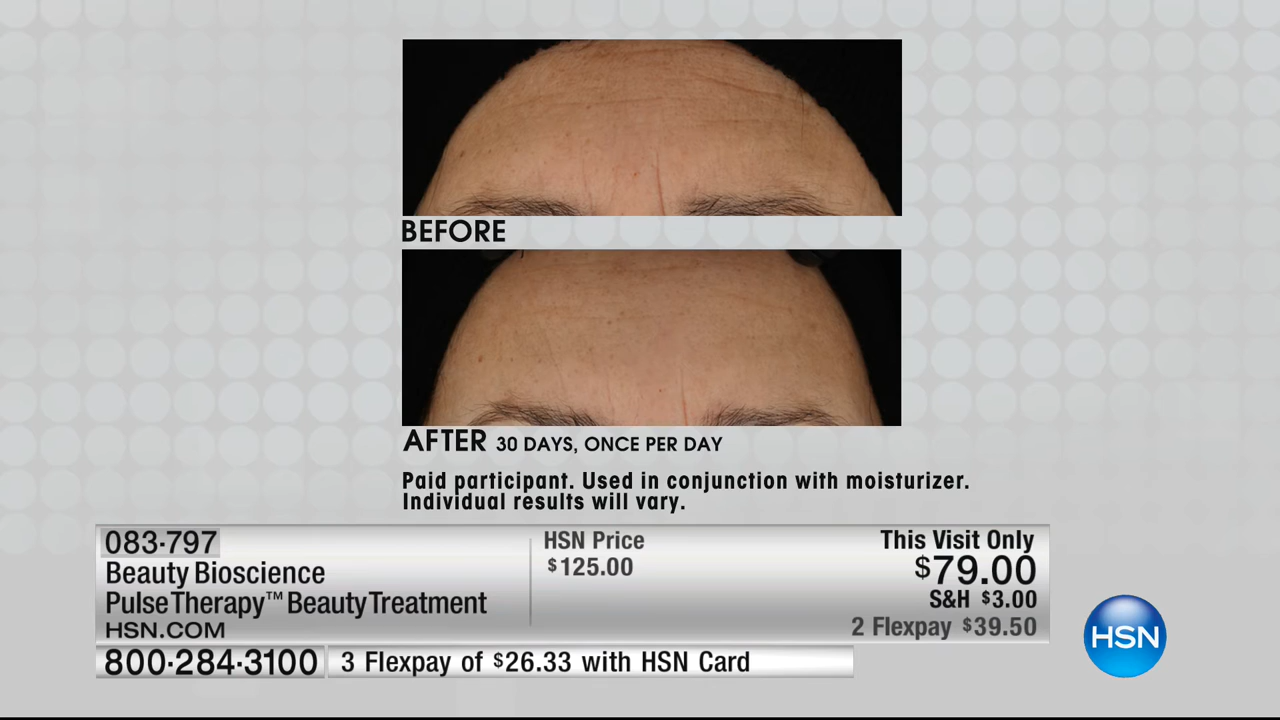 BEFORE
AFTER 30 DAYS, ONCE PER DAY
Paid participant. Used in conjunction with moisturizer.
Individual results will vary.
083-797
Beauty Bioscience
PulseTherapy™ Beauty Treatment
HSN.COM
HSN Price
$125.00
This Visit Only
$79.00
S&H $3.00
2 Flexpay $39.50
800-284-3100
3 Flexpay of $26.33 with HSN Card
HSN